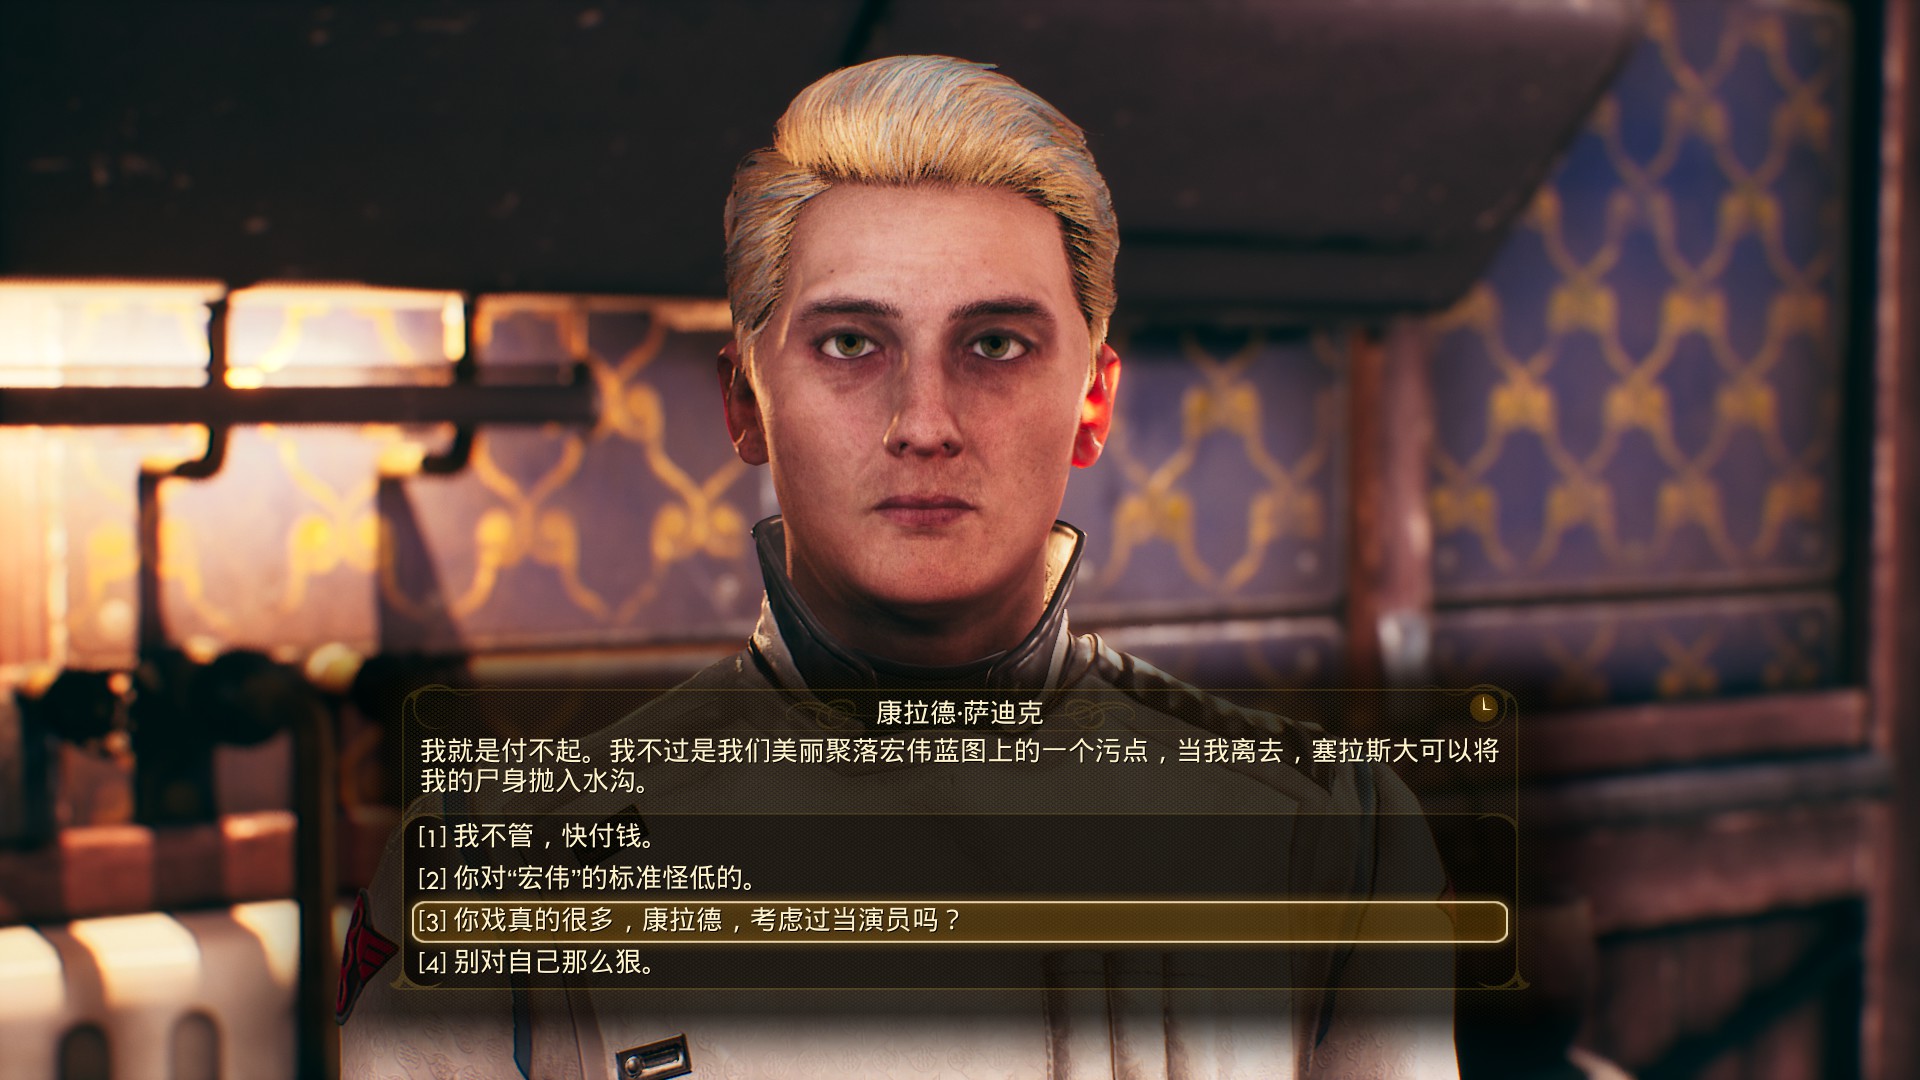 康拉德·萨迪克
我就是付不起。我不过是我们美丽聚落宏伟蓝图上的一个污点，当我离去，塞拉斯大可以将
我的尸身抛入水沟。
[1] 我不管，快付钱。
[2] 你对“宏伟”的标准怪低的。
[3] 你戏真的很多，康拉德，考虑过当演员吗？
[4] 别对自己那么狠。